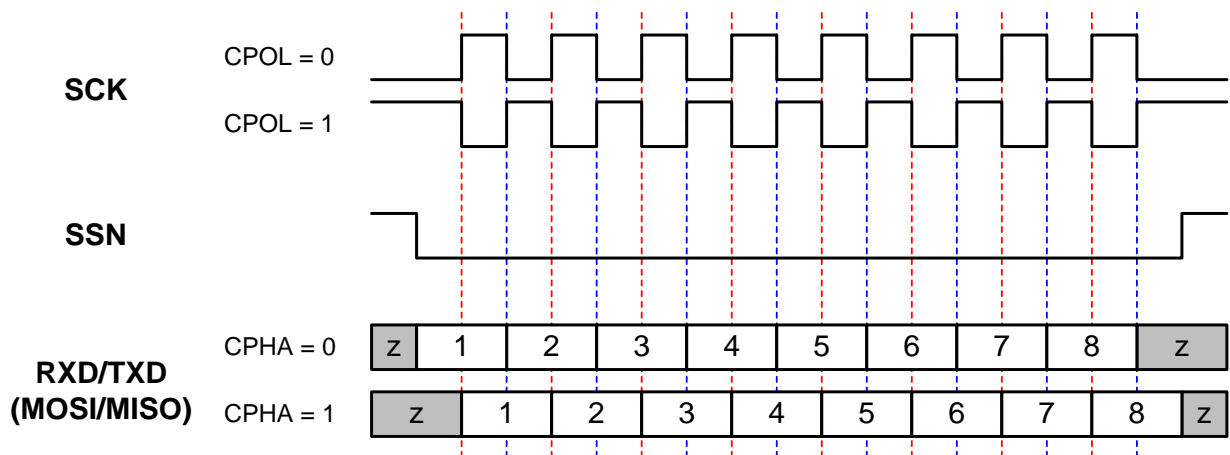 SCK
CPOL = 0
CPOL = 1
SSN
RXD/TXD
(MOSI/MISO)
CPHA = 0
z 1 2 3 4 5 6 7 8 z
CPHA = 1
z 1 2 3 4 5 6 7 8 z